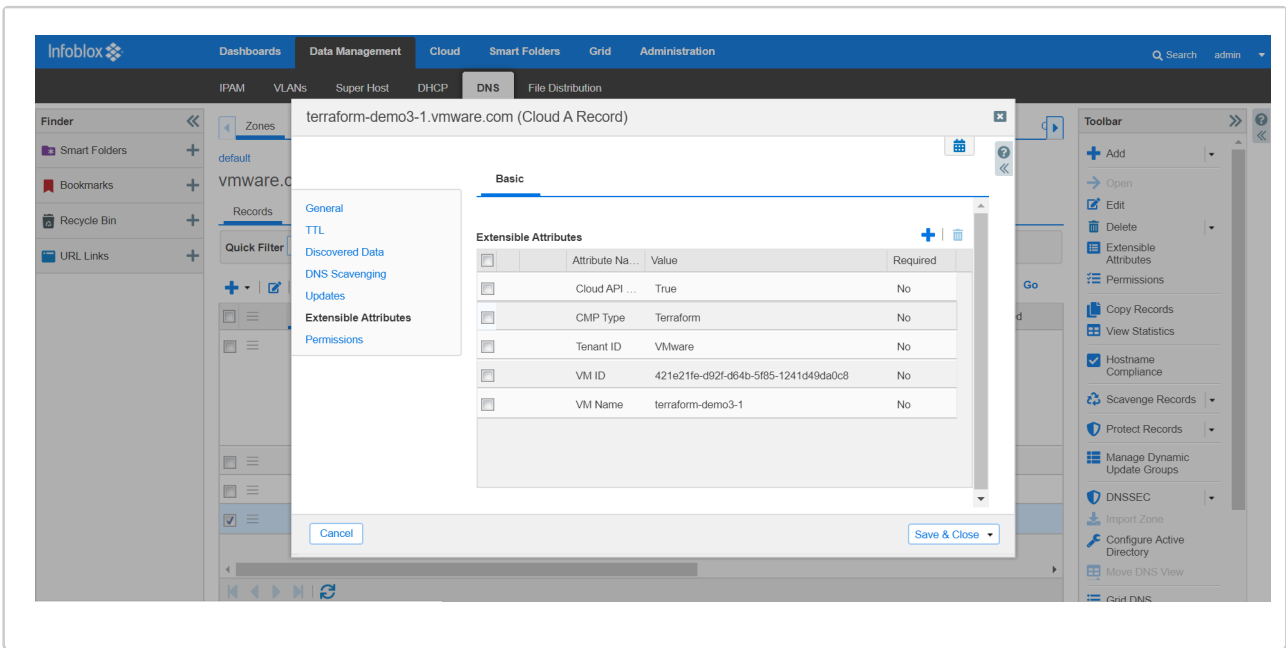 Infoblox
Dashboards Data Management Cloud Smart Folders Grid Administration
Search admin
IPAM VLANs Super Host DHCP DNS File Distribution
Finder
Smart Folders
Bookmarks
Recycle Bin
URL Links
Zones
default
vmware.c
Records
Quick Filter
Go
d
terraform-demo3-1.vmware.com (Cloud A Record)
Basic
General
TTL
Discovered Data
DNS Scavenging
Updates
Extensible Attributes
Permissions
Extensible Attributes
Attribute Na... Value Required
Cloud API ... True No
CMP Type Terraform No
Tenant ID VMware No
VM ID 421e21fe-d92f-d64b-5f85-1241d49da0c8 No
VM Name terraform-demo3-1 No
Cancel
Save & Close
Toolbar
Add
Open
Edit
Delete
Extensible
Attributes
Permissions
Copy Records
View Statistics
Hostname
Compliance
Scavenge Records
Protect Records
Manage Dynamic
Update Groups
DNSSEC
Import Zone
Configure Active
Directory
Move DNS View
Grid DNS